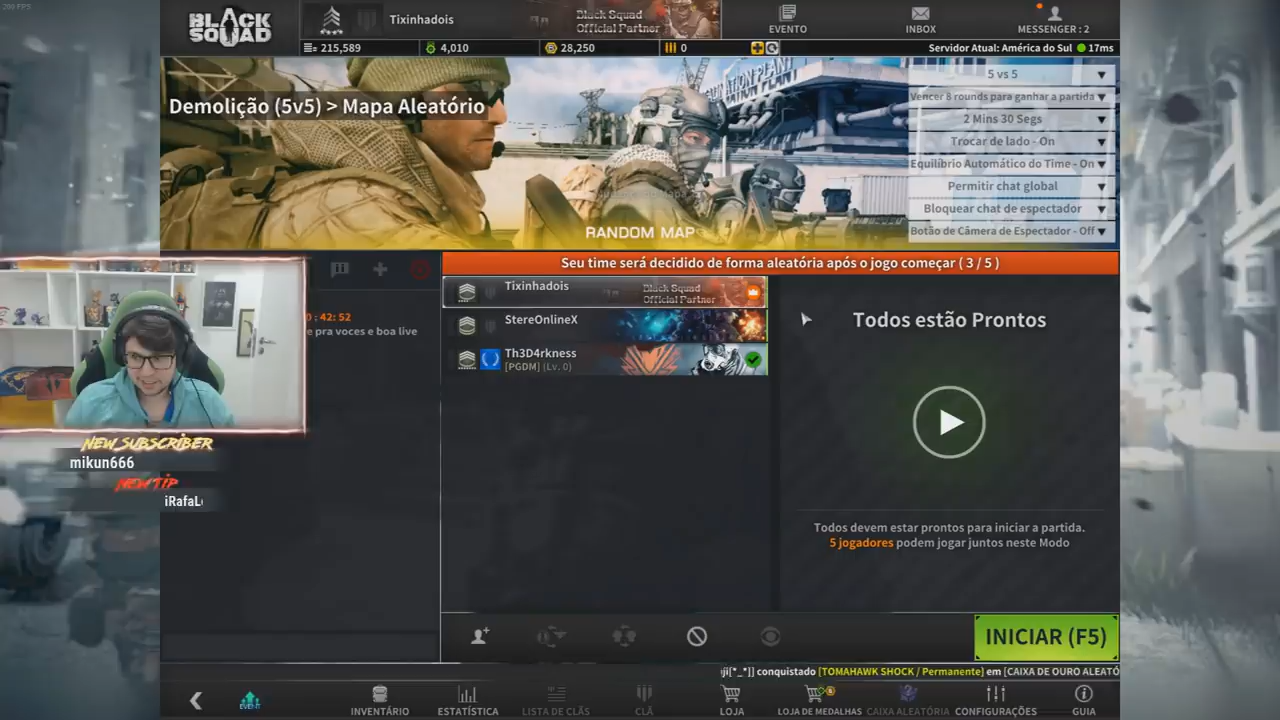 200 FPS
BLACK SQUAD
Tixinhadois
Black Squad
Official Partner
EVENTO
INBOX
MESSENGER : 2
215,589
4,010
28,250
0
Servidor Atual: América do Sul 17ms
Demolição (5v5) > Mapa Aleatório
5 vs 5
Vencer 8 rounds para ganhar a partida
2 Mins 30 Segs
Trocar de lado - On
Equilíbrio Automático do Time - On
Permitir chat global
Bloquear chat de espectador
Botão de Câmera de Espectador - Off
RANDOM MAP
Seu time será decidido de forma aleatória após o jogo começar ( 3 / 5 )
Tixinhadois
Black Squad
Official Partner
StereOnlineX
Th3D4rkness
[PGDM] (Lv. 0)
: 42: 52
e pra voces e boa live
Todos estão Prontos
NEW SUBSCRIBER
mikun666
NEW TIP
iRafaL
Todos devem estar prontos para iniciar a partida.
5 jogadores podem jogar juntos neste Modo
INICIAR (F5)
conquistado [TOMAHAWK SHOCK / Permanente] em [CAIXA DE OURO ALEATÓ
EVENT
INVENTÁRIO
ESTATÍSTICA
LISTA DE CLÃS
CLÃ
LOJA
LOJA DE MEDALHAS
CAIXA ALEATÓRIA
CONFIGURAÇÕES
GUIA